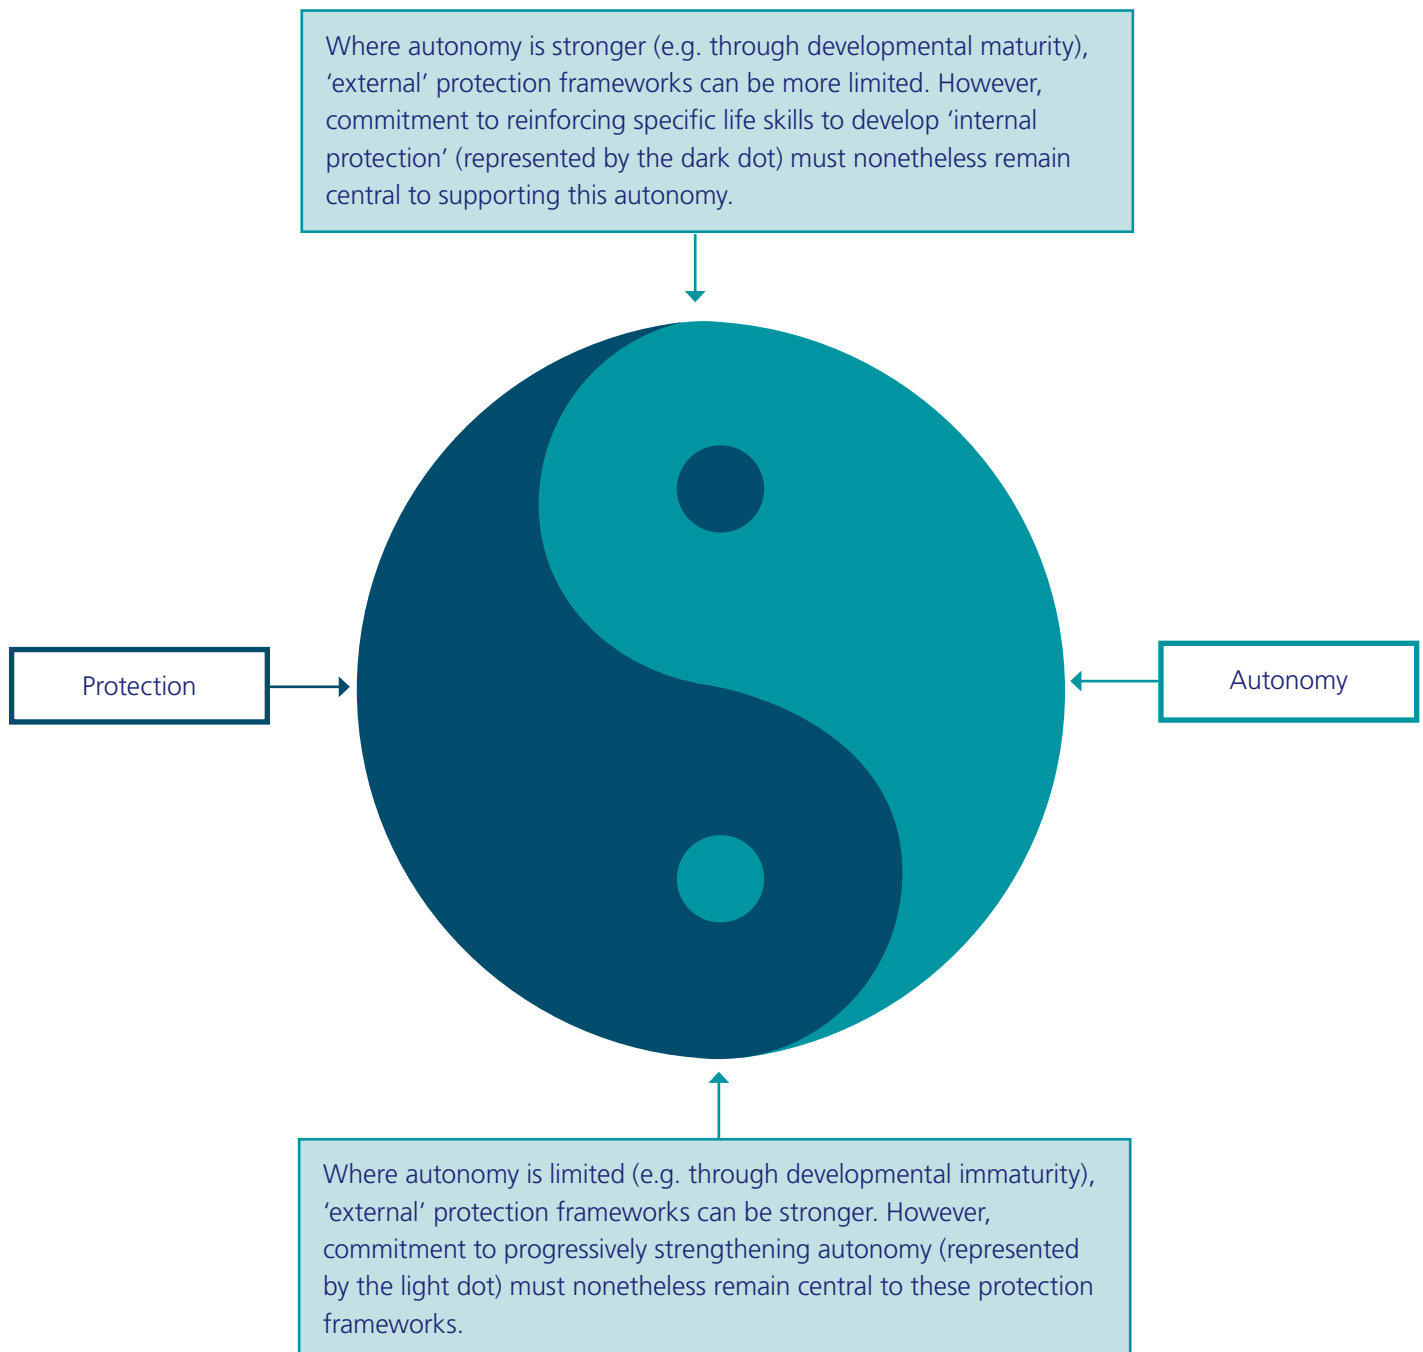 Where autonomy is stronger (e.g. through developmental maturity),
‘external’ protection frameworks can be more limited. However,
commitment to reinforcing specific life skills to develop ‘internal
protection’ (represented by the dark dot) must nonetheless remain
central to supporting this autonomy.
Protection
Autonomy
Where autonomy is limited (e.g. through developmental immaturity),
‘external’ protection frameworks can be stronger. However,
commitment to progressively strengthening autonomy (represented
by the light dot) must nonetheless remain central to these protection
frameworks.